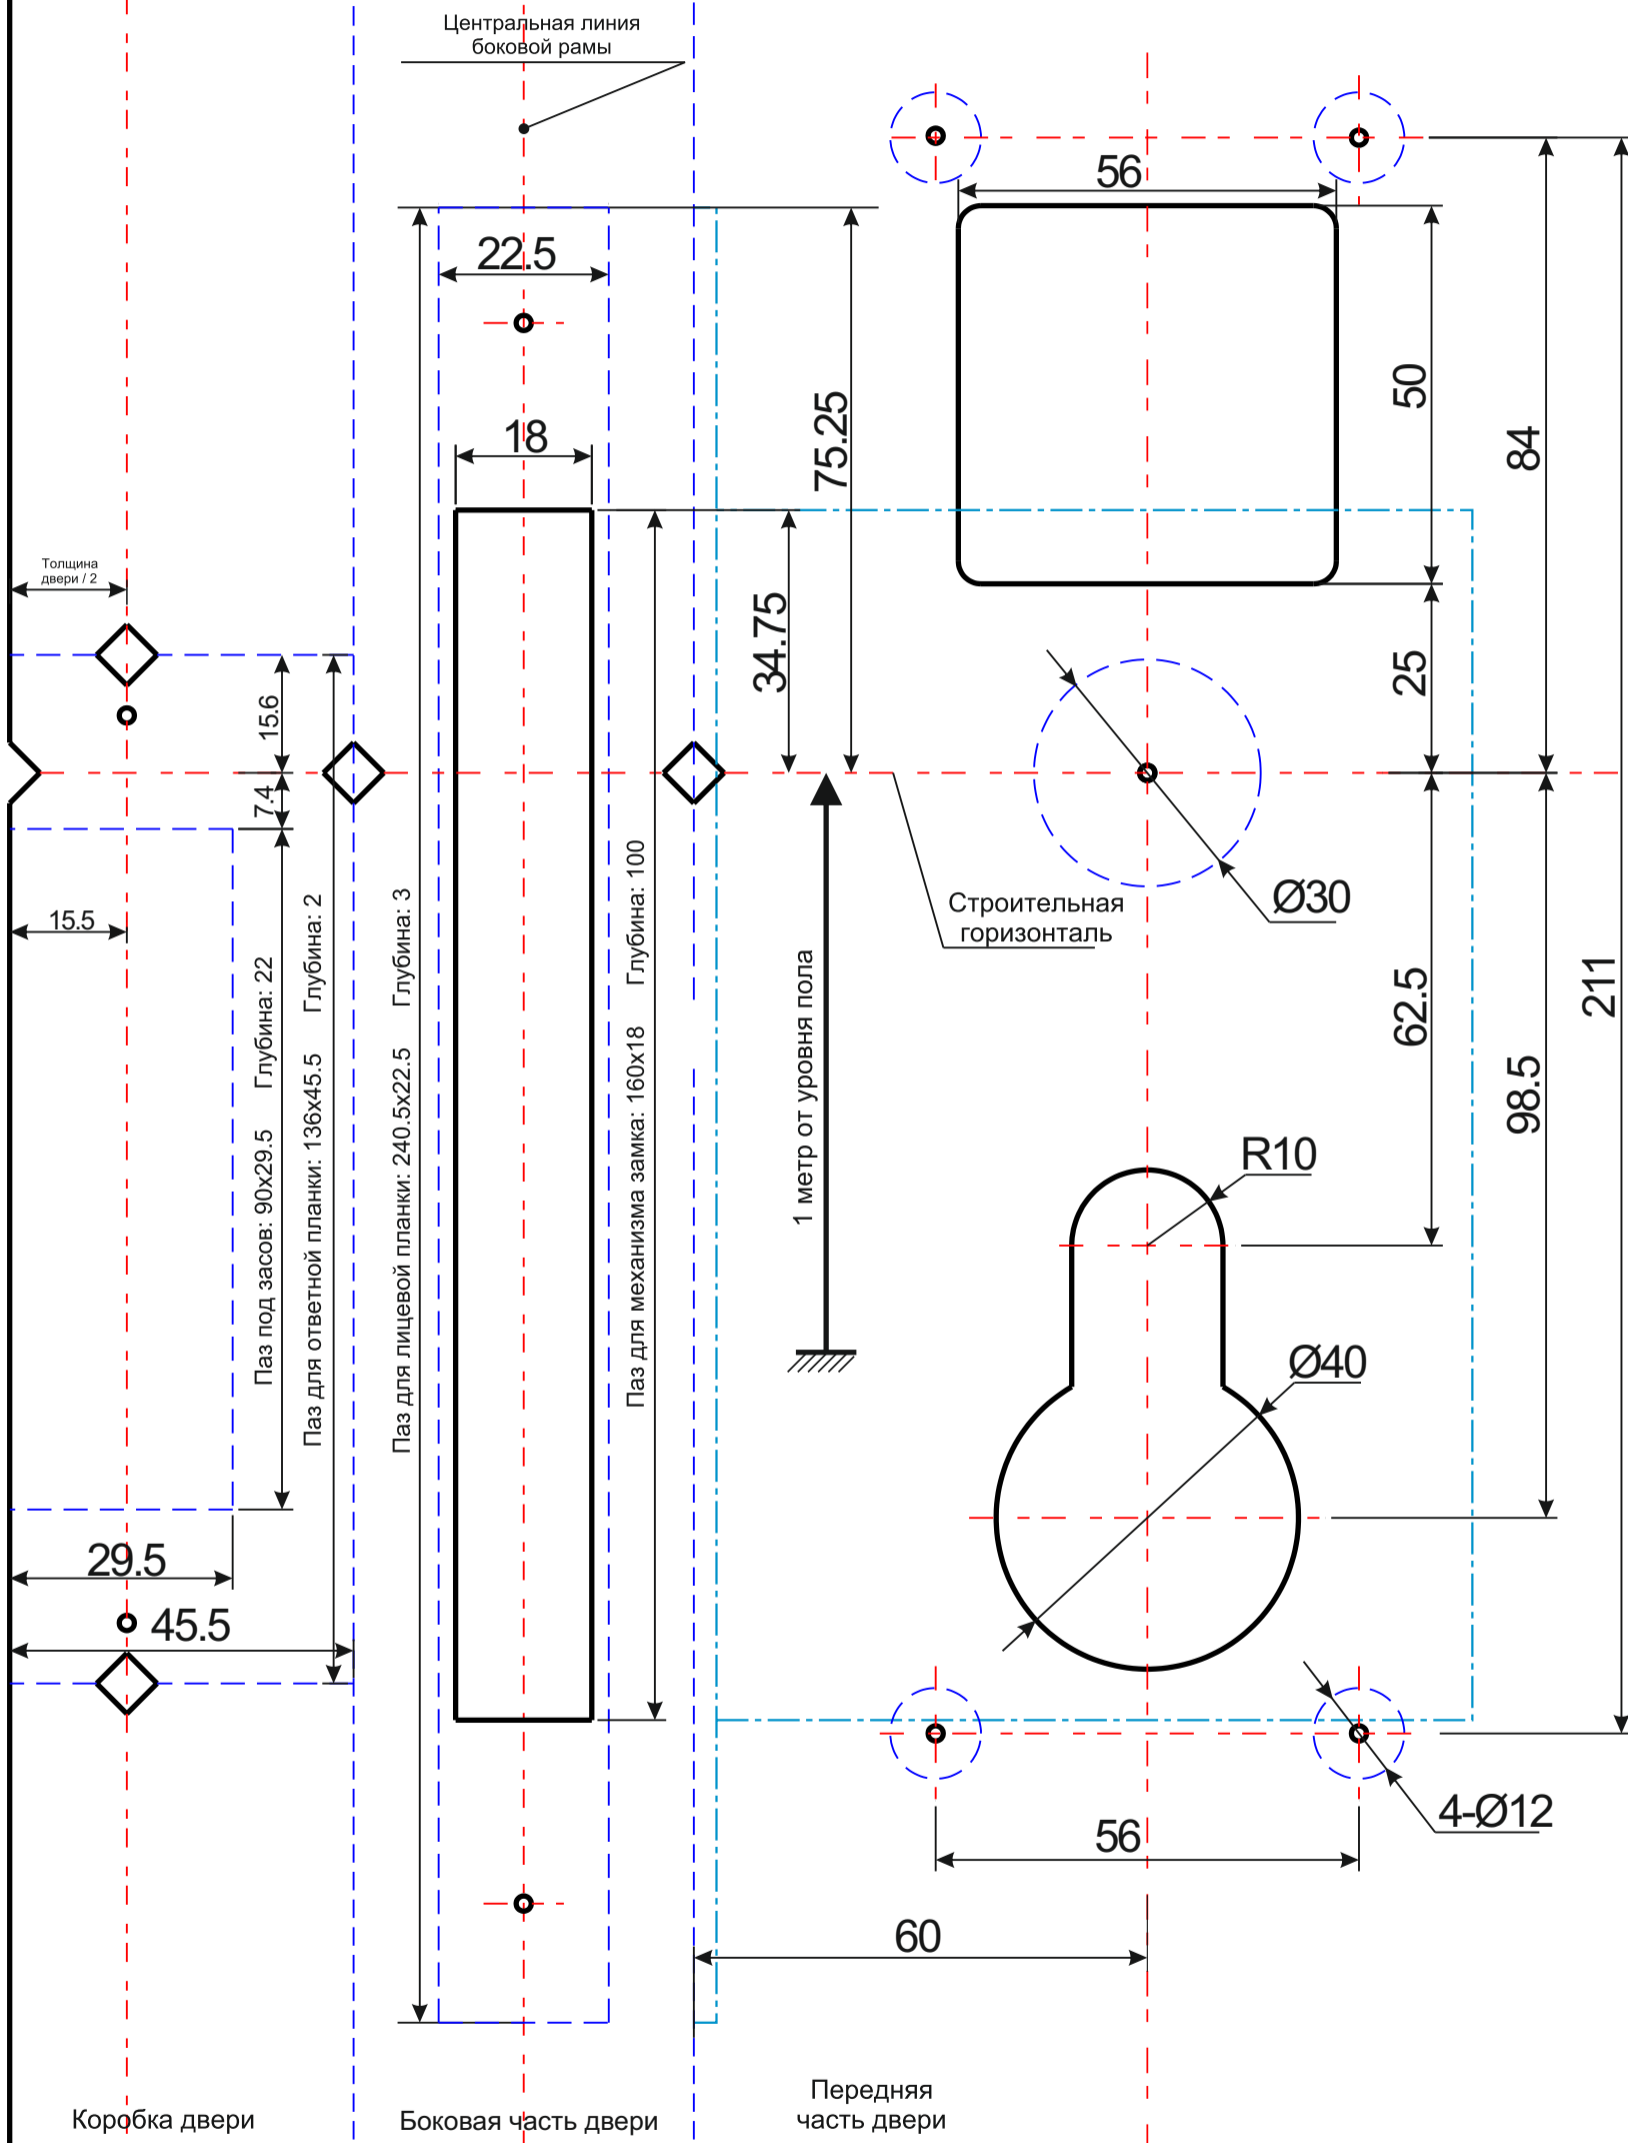 Центральная линия
боковой рамы
56
22.5
50
84
75.25
18
Толщина
двери / 2
34.75
25
15.6
7.4
15.5
Ø30
Строительная
горизонталь
211
62.5
98.5
Паз под засов: 90x29.5 Глубина: 22
Паз для ответной планки: 136x45.5 Глубина: 2
Паз для лицевой планки: 240.5x22.5 Глубина: 3
Паз для механизма замка: 160x18 Глубина: 100
1 метр от уровня пола
R10
Ø40
29.5
45.5
4-Ø12
56
60
Коробка двери
Боковая часть двери
Передняя
часть двери